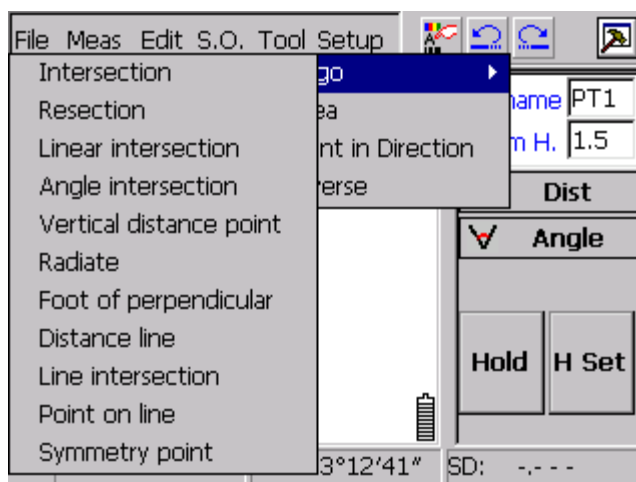 File Meas Edit S.O. Tool Setup
Intersection
Resection
Linear intersection
Angle intersection
Vertical distance point
Radiate
Foot of perpendicular
Distance line
Line intersection
Point on line
Symmetry point
go
ea
nt in Direction
erse
name PT1
m H. 1.5
Dist
Angle
Hold H Set
3°12'41" SD: -.---